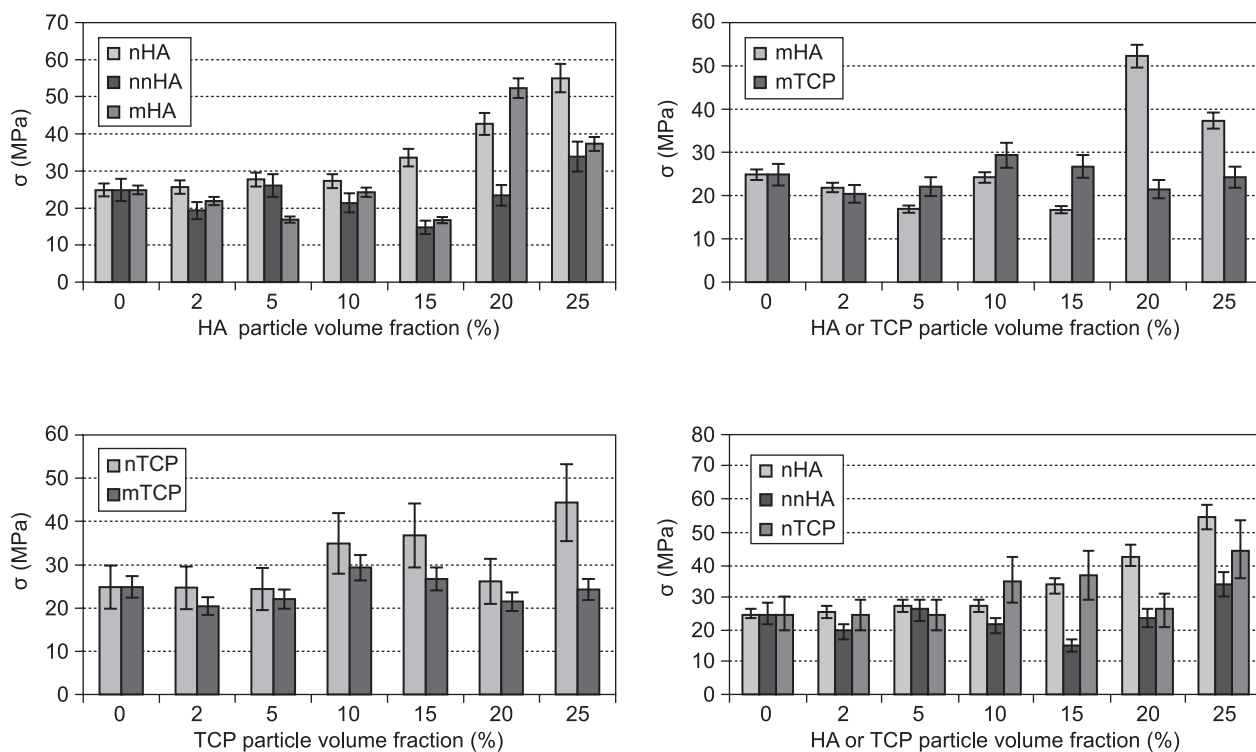 70
60
50
40
30
20
10
0
σ (MPa)
nHA
nnHA
mHA
0 2 5 10 15 20 25
HA particle volume fraction (%)
60
50
40
30
20
10
0
σ (MPa)
mHA
mTCP
0 2 5 10 15 20 25
HA or TCP particle volume fraction (%)
60
50
40
30
20
10
0
σ (MPa)
nTCP
mTCP
0 2 5 10 15 20 25
TCP particle volume fraction (%)
80
70
60
50
40
30
20
10
0
σ (MPa)
nHA
nnHA
nTCP
0 2 5 10 15 20 25
HA or TCP particle volume fraction (%)